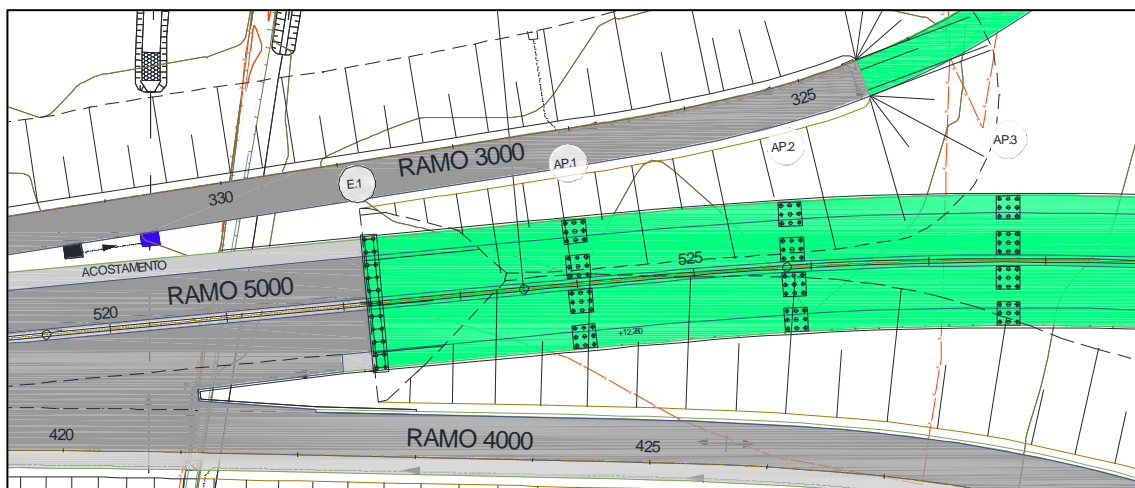 325
AP.3
AP.2
AP.1
RAMO 3000
E.1
330
ACOSTAMENTO
525
RAMO 5000
520
+12.280
420
RAMO 4000
425